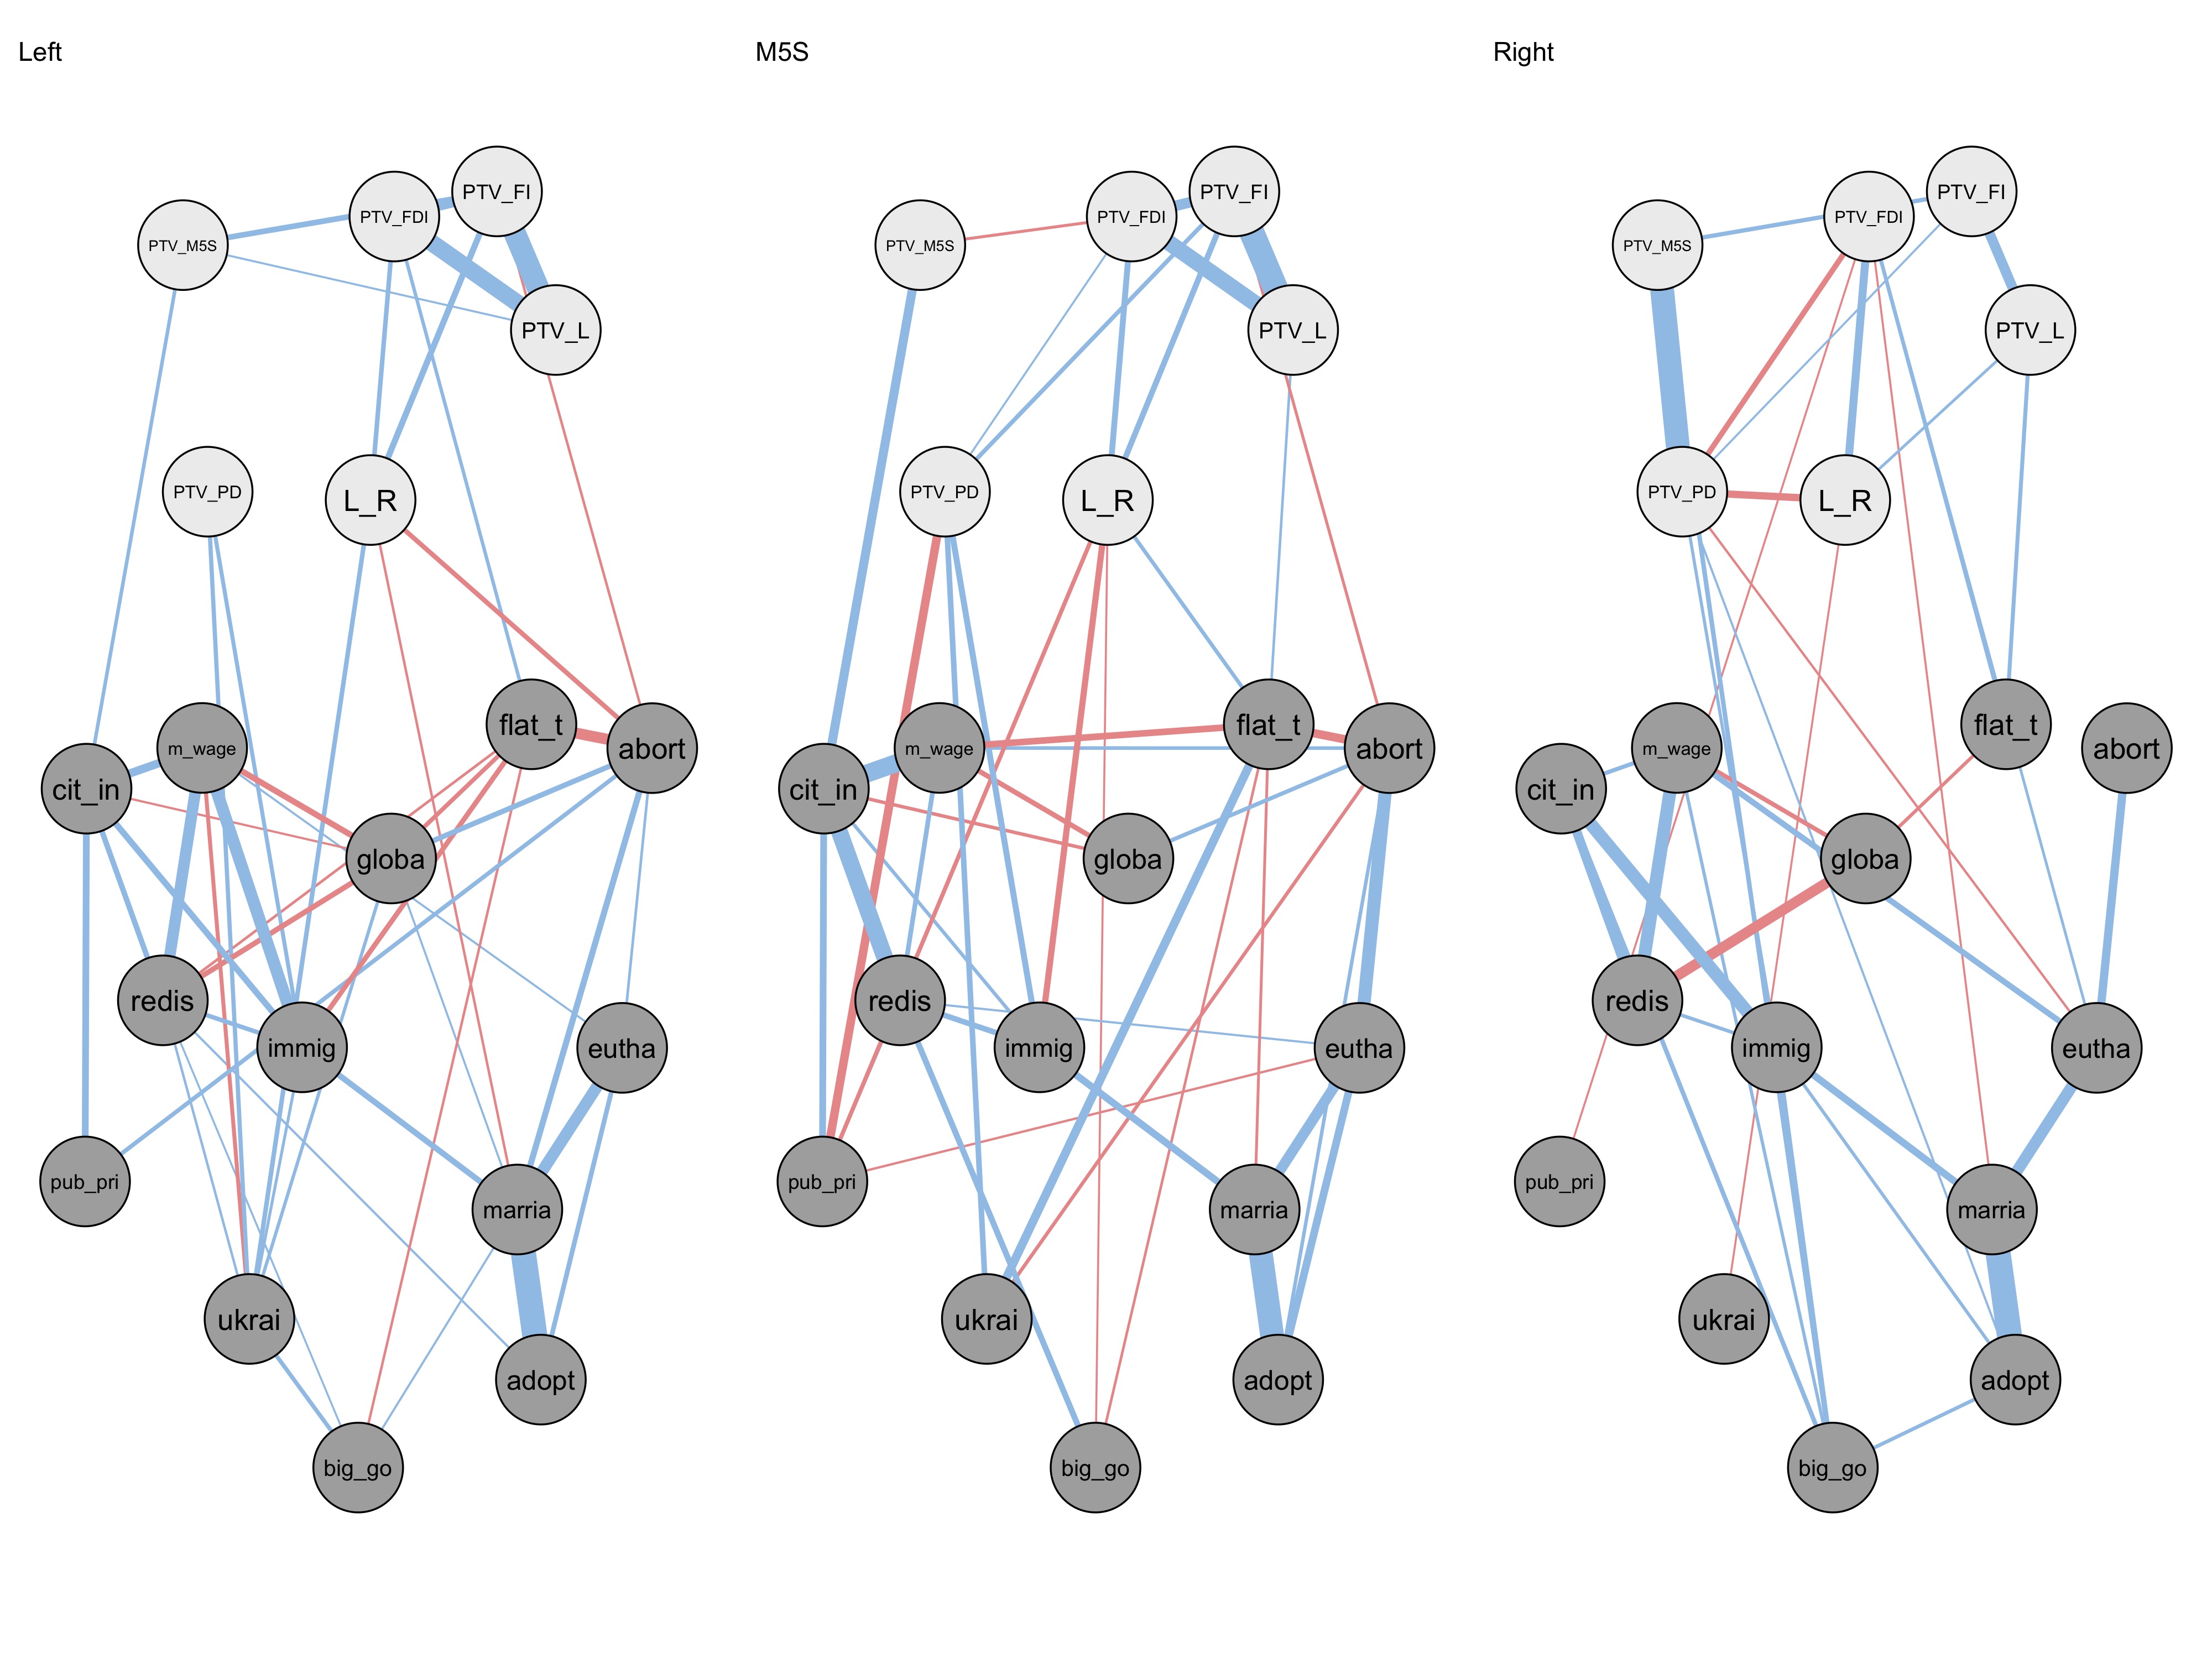 Left
PTV_FI
PTV_FDI
PTV_M5S
PTV_L
PTV_PD
L_R
flat_t
m_wage
abort
cit_in
globa
redis
immig
eutha
pub_pri
marria
ukrai
adopt
big_go
M5S
PTV_FI
PTV_FDI
PTV_M5S
PTV_L
PTV_PD
L_R
flat_t
m_wage
abort
cit_in
globa
redis
immig
eutha
pub_pri
marria
ukrai
adopt
big_go
Right
PTV_FI
PTV_FDI
PTV_M5S
PTV_L
PTV_PD
L_R
flat_t
m_wage
abort
cit_in
globa
redis
immig
eutha
pub_pri
marria
ukrai
adopt
big_go